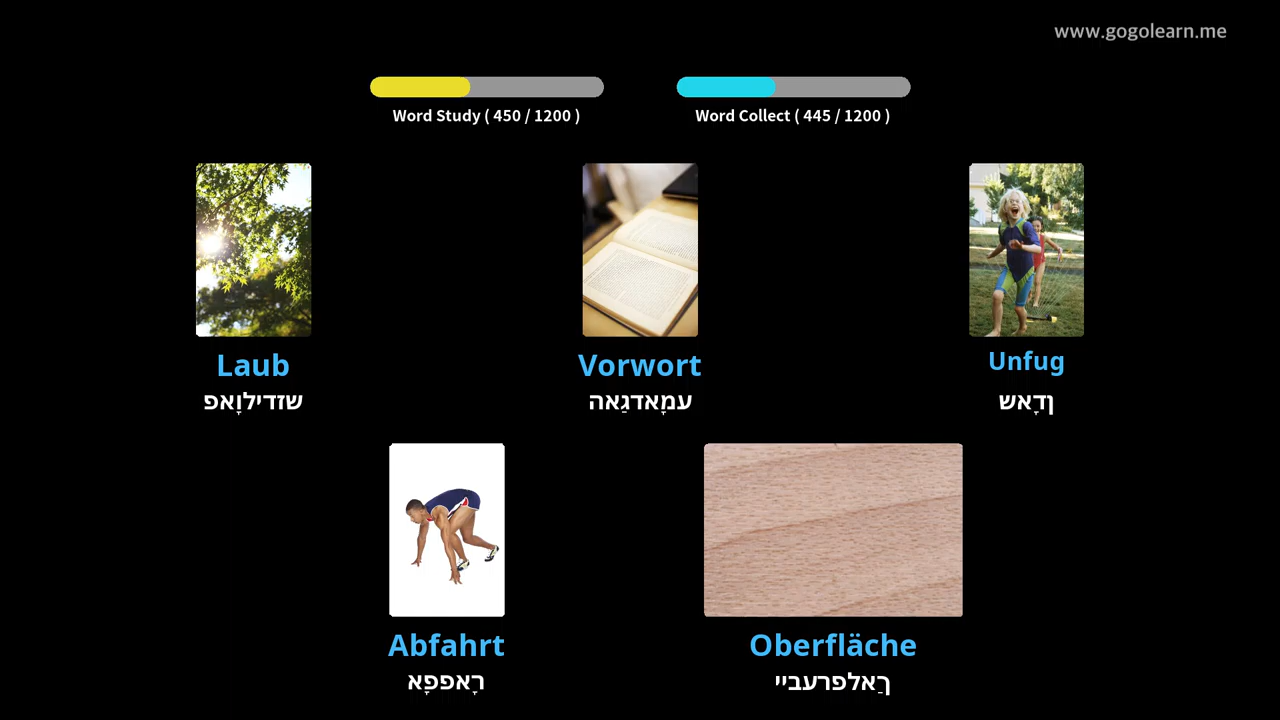 www.gogolearn.me
Word Study ( 450 / 1200 )
Word Collect ( 445 / 1200 )
Laub
שזדילוָאפ
Vorwort
עמָאדגַאה
Unfug
ןדָאש
Abfahrt
רָאפפָא
Oberfläche
ךַאלפרעביי